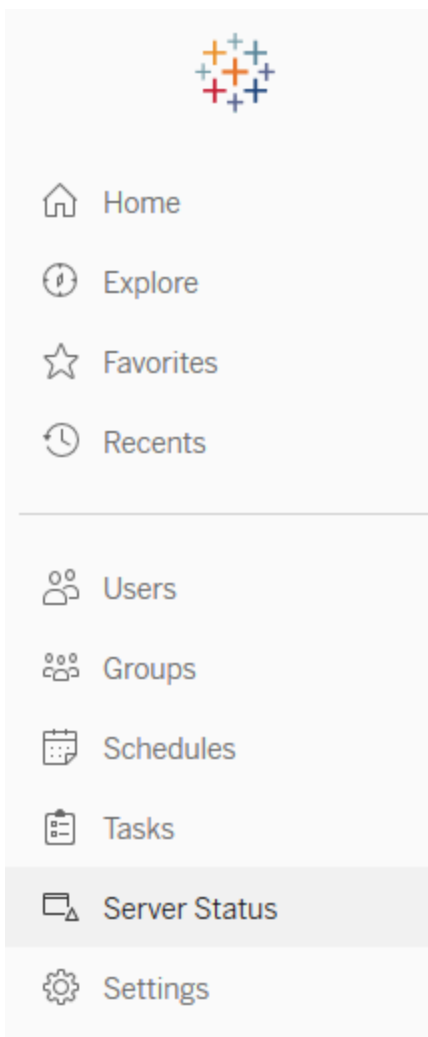 Home
Explore
Favorites
Recents
Users
Groups
Schedules
Tasks
Server Status
Settings